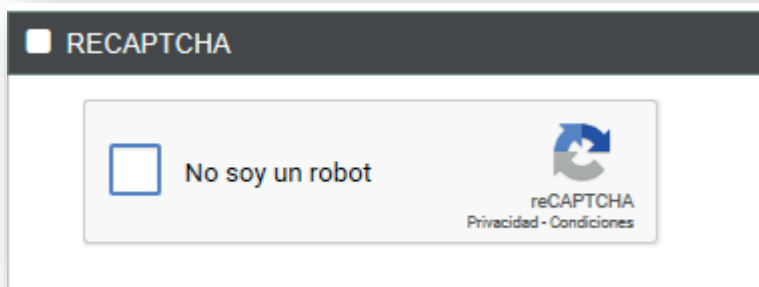 RECAPTCHA
No soy un robot
reCAPTCHA
Privacidad - Condiciones